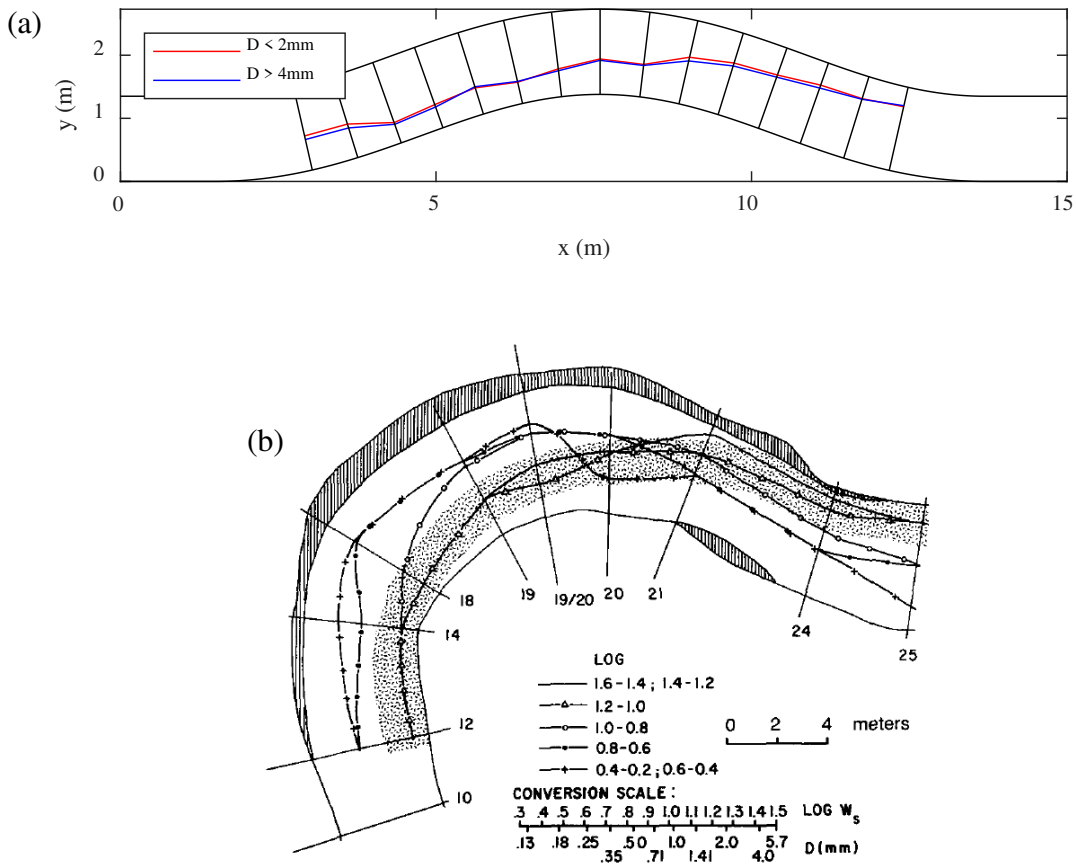 (a)
D < 2mm
D > 4mm
2
1
0
y (m)
0
5
10
15
x (m)
(b)
18
14
12
10
19
19/20
20
21
24
25
LOG
1.6-1.4 ; 1.4-1.2
1.2-1.0
1.0-0.8
0.8-0.6
0.4-0.2 ; 0.6-0.4
0 2 4 meters
CONVERSION SCALE:
.3 .4 .5 .6 .7 .8 .9 1.0 1.1 1.2 1.3 1.4 1.5 LOG Ws
.13 .18 .25 .50 1.0 2.0 5.7 D (mm)
.35 .71 1.41 4.0